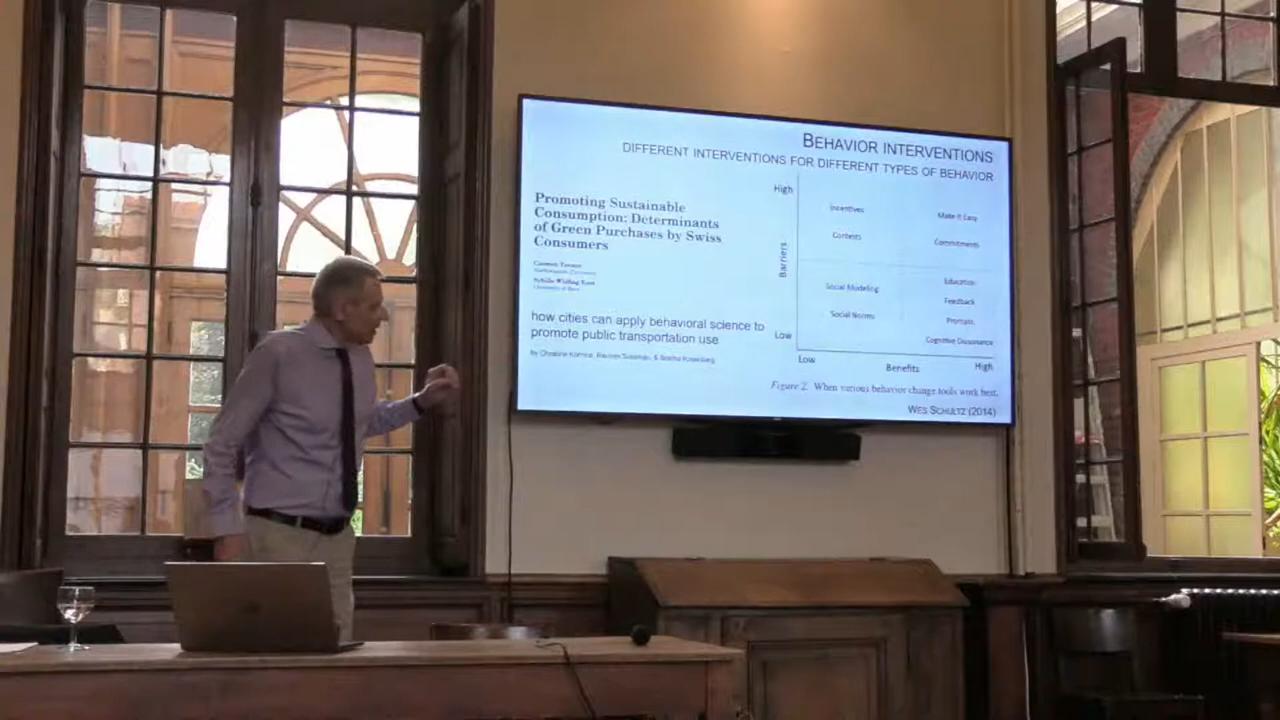 BEHAVIOR INTERVENTIONS
DIFFERENT INTERVENTIONS FOR DIFFERENT TYPES OF BEHAVIOR
Promoting Sustainable
Consumption: Determinants
of Green Purchases by Swiss
Consumers
how cities can apply behavioral science to
promote public transportation use
High
Barriers
Low
Incentives
Make It Easy
Contests
Commitments
Social Modeling
Education
Feedback
Social Norms
Prompts
Cognitive Dissonance
Low
Benefits
High
Figure 2. When various behavior change tools work best.
WES SCHULTZ (2014)